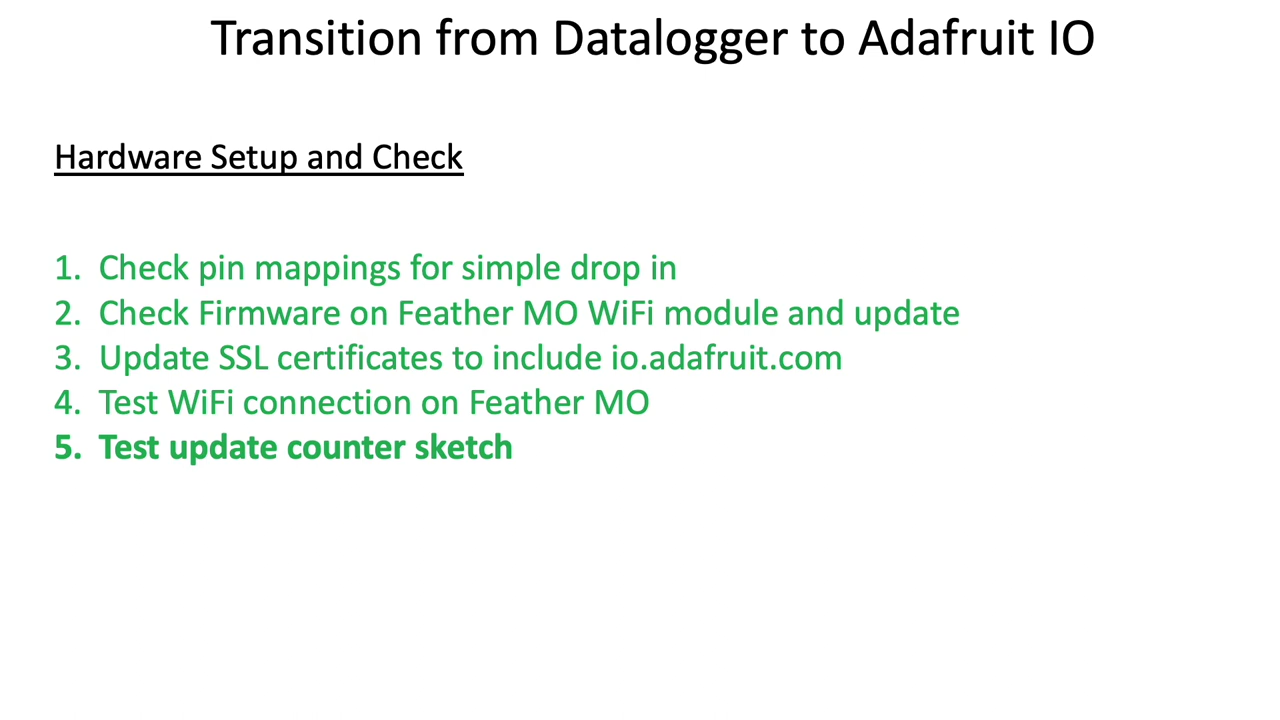 Transition from Datalogger to Adafruit IO
Hardware Setup and Check
1. Check pin mappings for simple drop in
2. Check Firmware on Feather MO WiFi module and update
3. Update SSL certificates to include io.adafruit.com
4. Test WiFi connection on Feather MO
5. Test update counter sketch